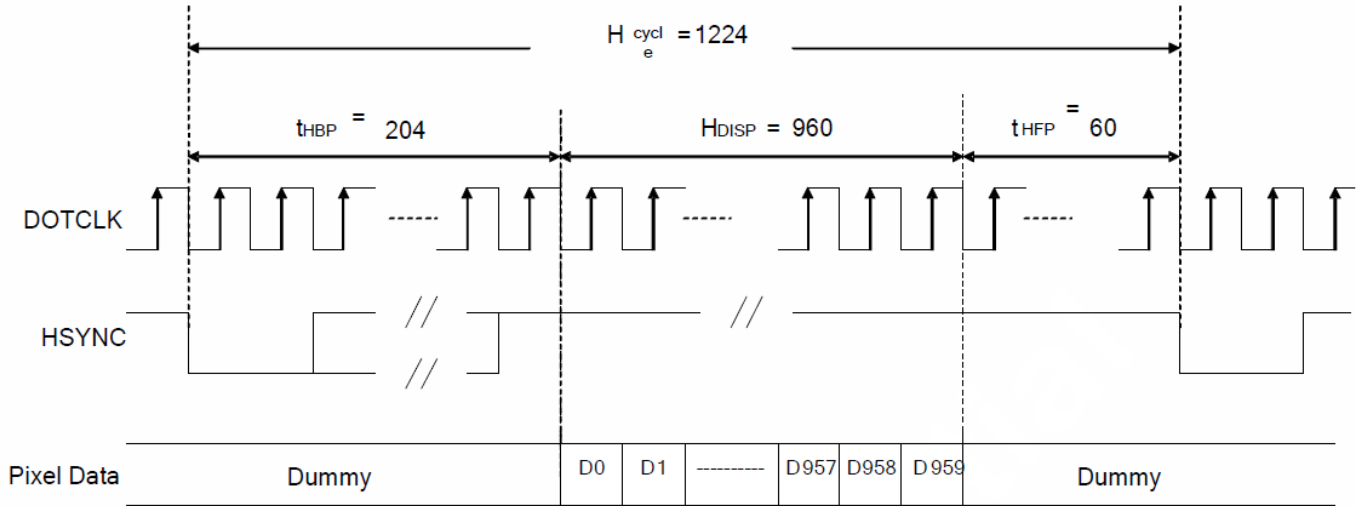 H cycl e = 1224
tHBP = 204
HDISP = 960
tHFP = 60
DOTCLK
HSYNC
Pixel Data
Dummy
D0
D1
D957
D958
D959
Dummy